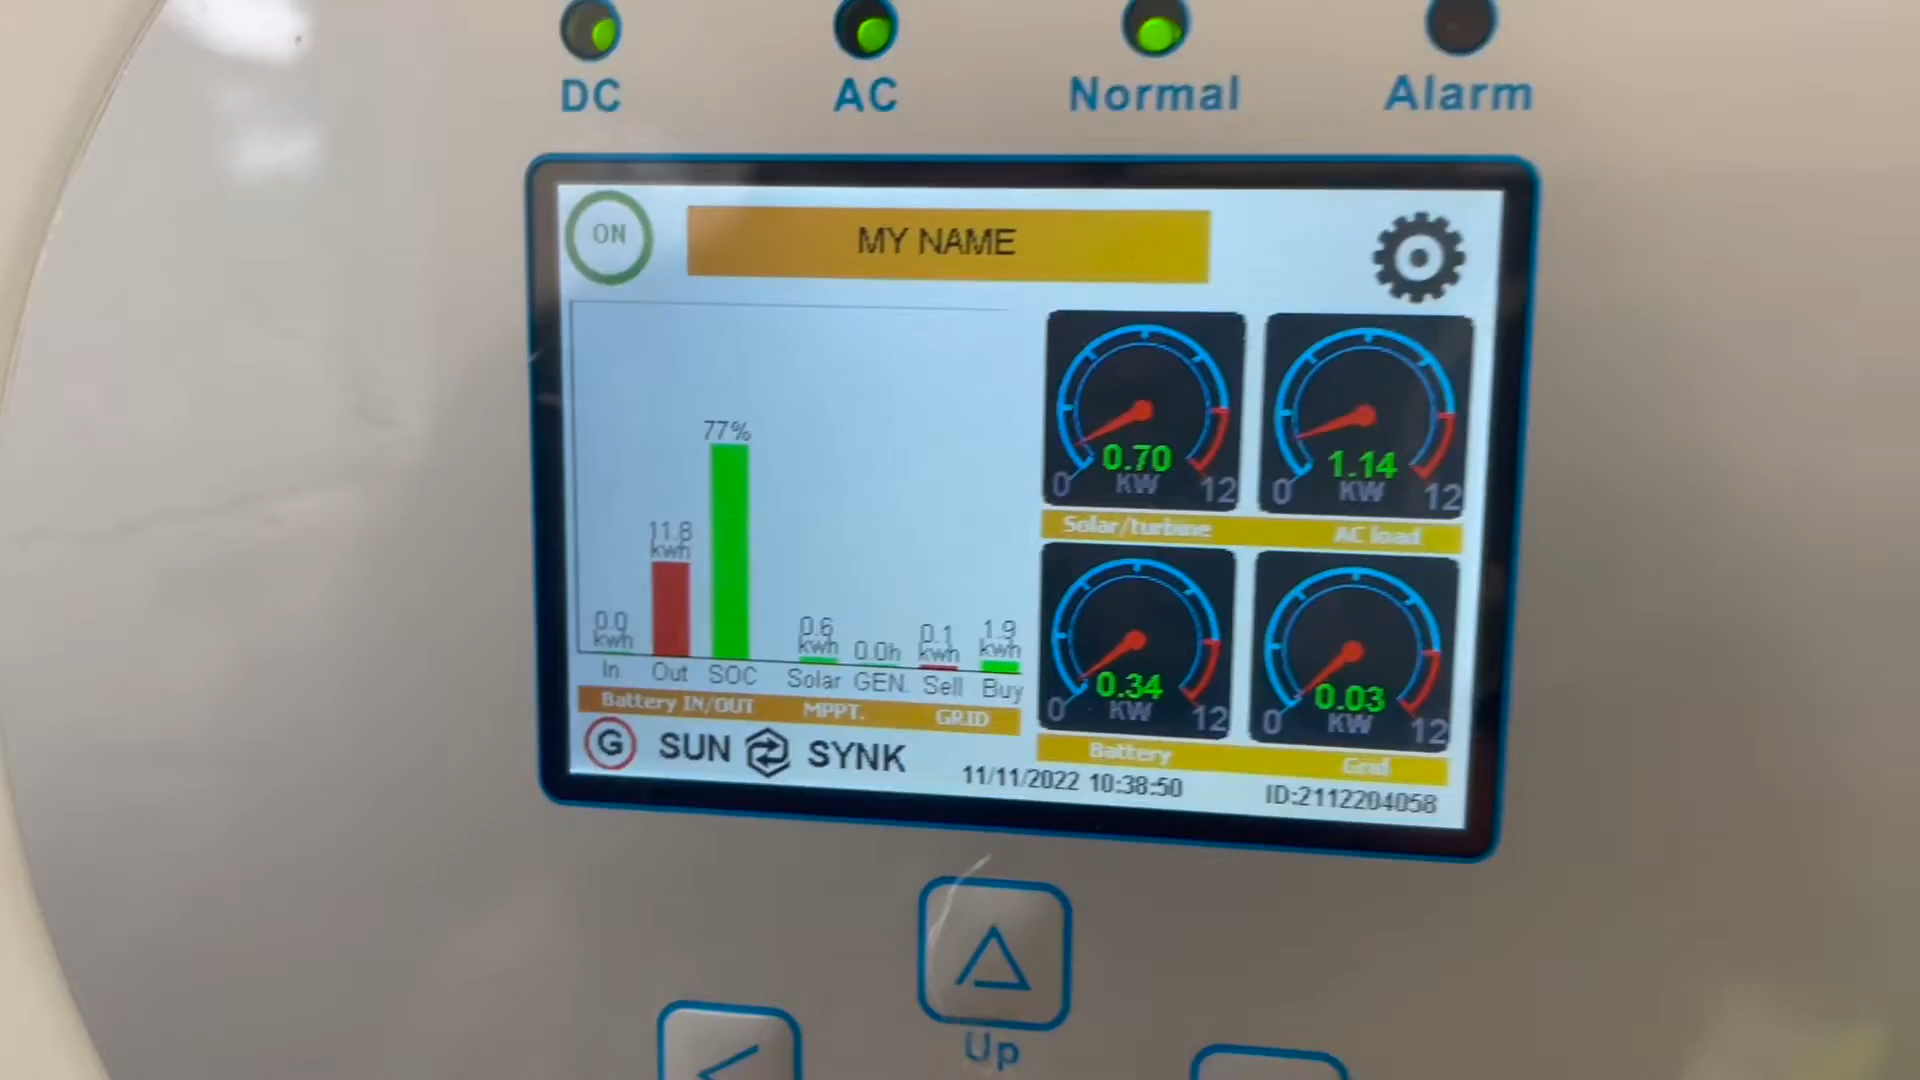 DC AC Normal Alarm
ON MY NAME
77%
11.8
kwh
0.0
kwh
0.6
kwh
0.0h
0.1
kwh
1.9
kwh
In Out SOC Solar GEN. Sell Buy
Battery IN/OUT MPPT. GRID
0.70
KW
0 12
Solar/turbine
1.14
KW
0 12
AC load
0.34
KW
0 12
Battery
0.03
KW
0 12
Grid
G SUN SYNK
11/11/2022 10:38:50 ID:2112204058
Up